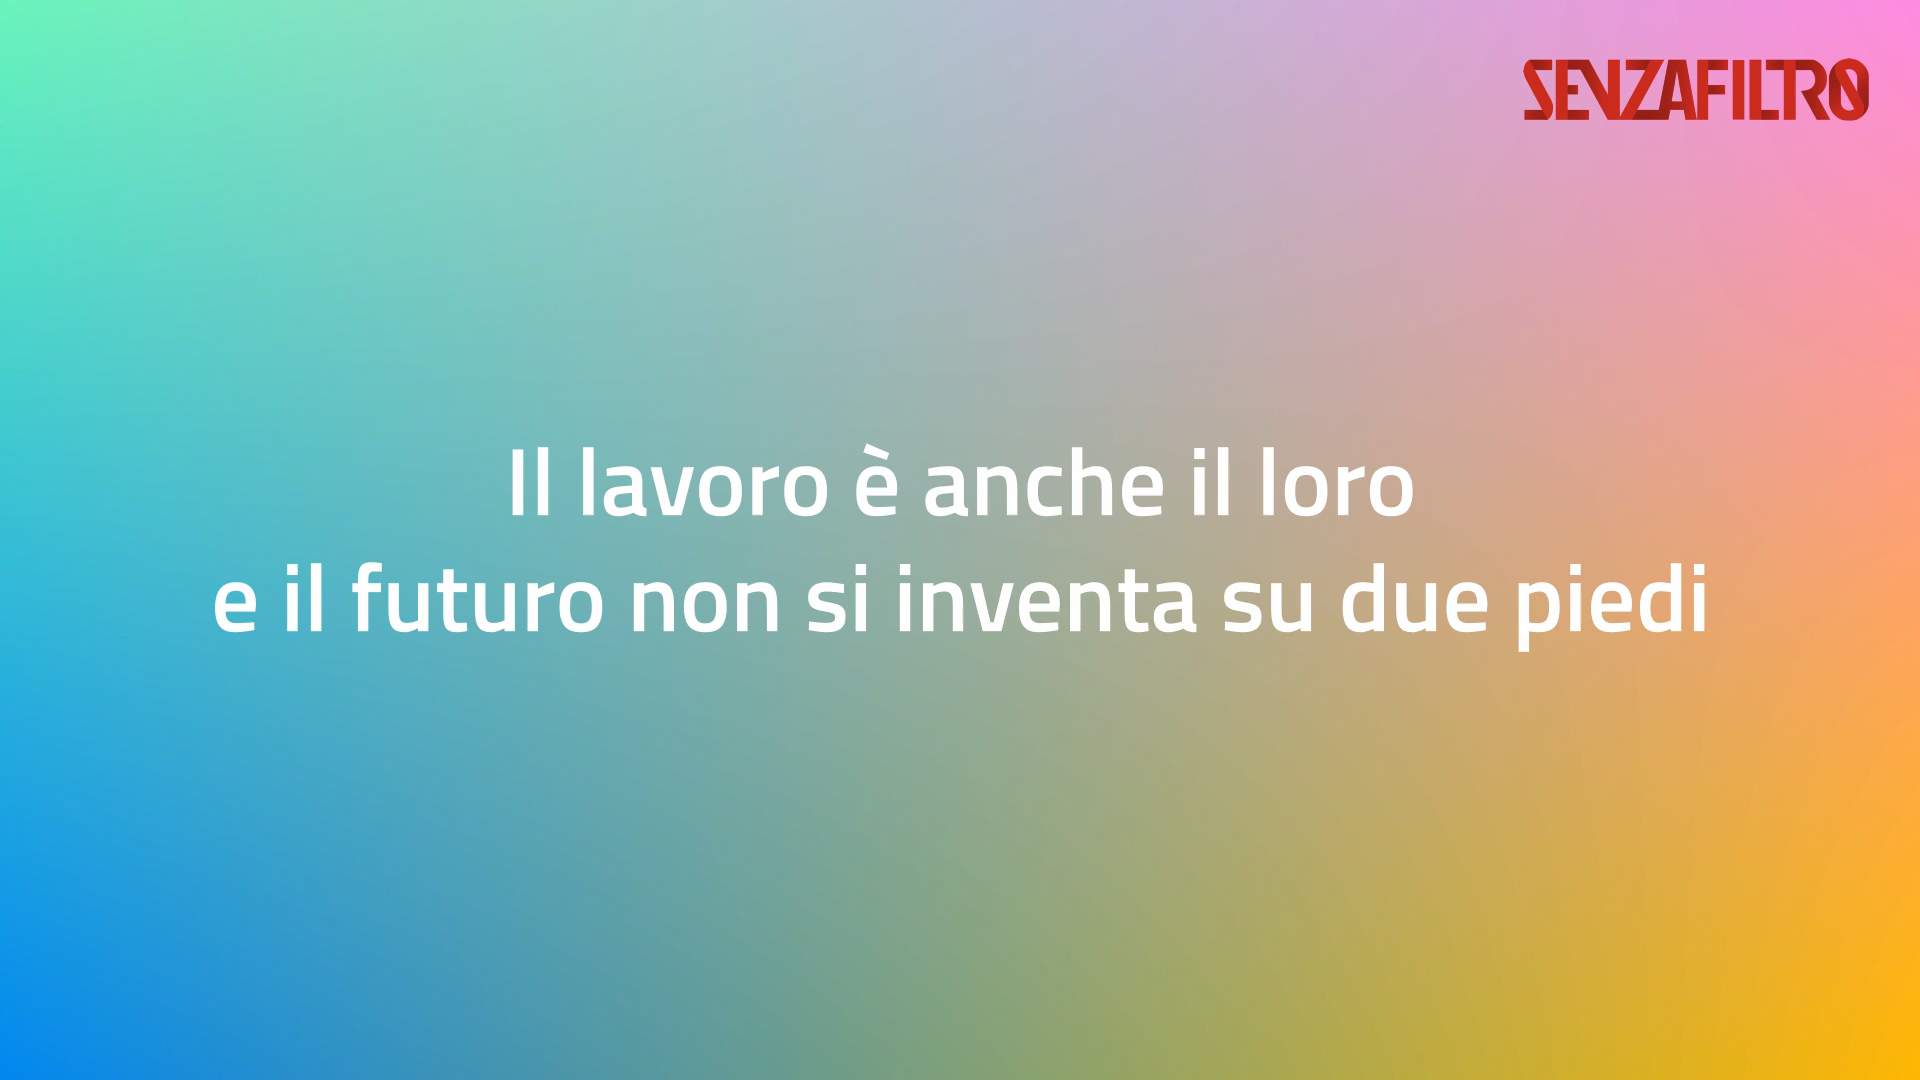 SENZAFILTRO
Il lavoro è anche il loro
e il futuro non si inventa su due piedi